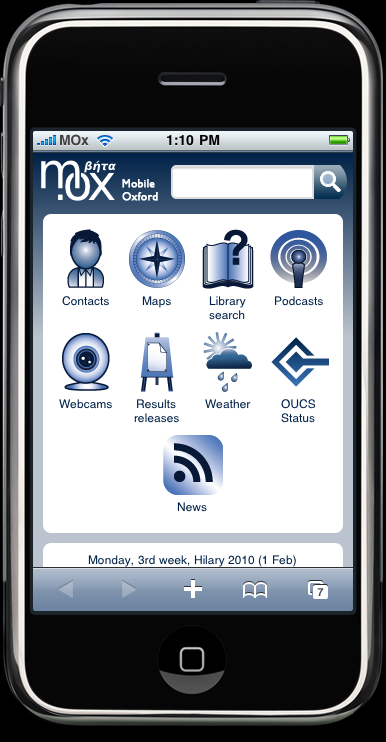 MOx
1:10 PM
βήτα
m.ox
Mobile
Oxford
Contacts
Maps
Library
search
Podcasts
Webcams
Results
releases
Weather
OUCS
Status
News
Monday, 3rd week, Hilary 2010 (1 Feb)
7